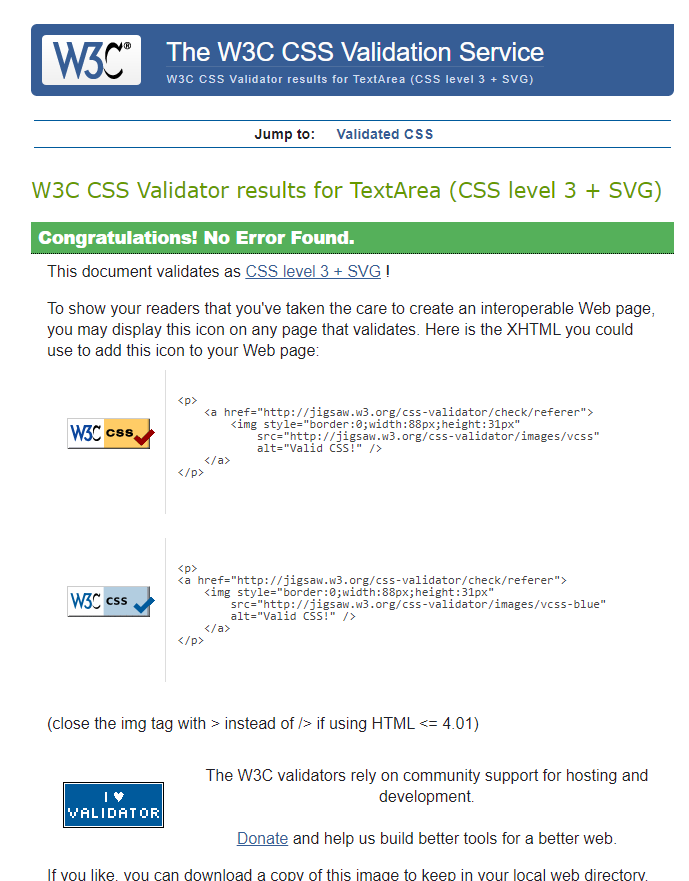 W3C®
The W3C CSS Validation Service
W3C CSS Validator results for TextArea (CSS level 3 + SVG)
Jump to: Validated CSS
W3C CSS Validator results for TextArea (CSS level 3 + SVG)
Congratulations! No Error Found.
This document validates as CSS level 3 + SVG !
To show your readers that you've taken the care to create an interoperable Web page,
you may display this icon on any page that validates. Here is the XHTML you could
use to add this icon to your Web page:
W3C css
<p>
    <a href="http://jigsaw.w3.org/css-validator/check/referer">
        <img style="border:0;width:88px;height:31px"
            src="http://jigsaw.w3.org/css-validator/images/vcss"
            alt="Valid CSS!" />
    </a>
</p>
W3C css
<p>
<a href="http://jigsaw.w3.org/css-validator/check/referer">
    <img style="border:0;width:88px;height:31px"
        src="http://jigsaw.w3.org/css-validator/images/vcss-blue"
        alt="Valid CSS!" />
    </a>
</p>
(close the img tag with > instead of /> if using HTML <= 4.01)
I ♥
VALIDATOR
The W3C validators rely on community support for hosting and
development.
Donate and help us build better tools for a better web.
If you like, you can download a copy of this image to keep in your local web directory,